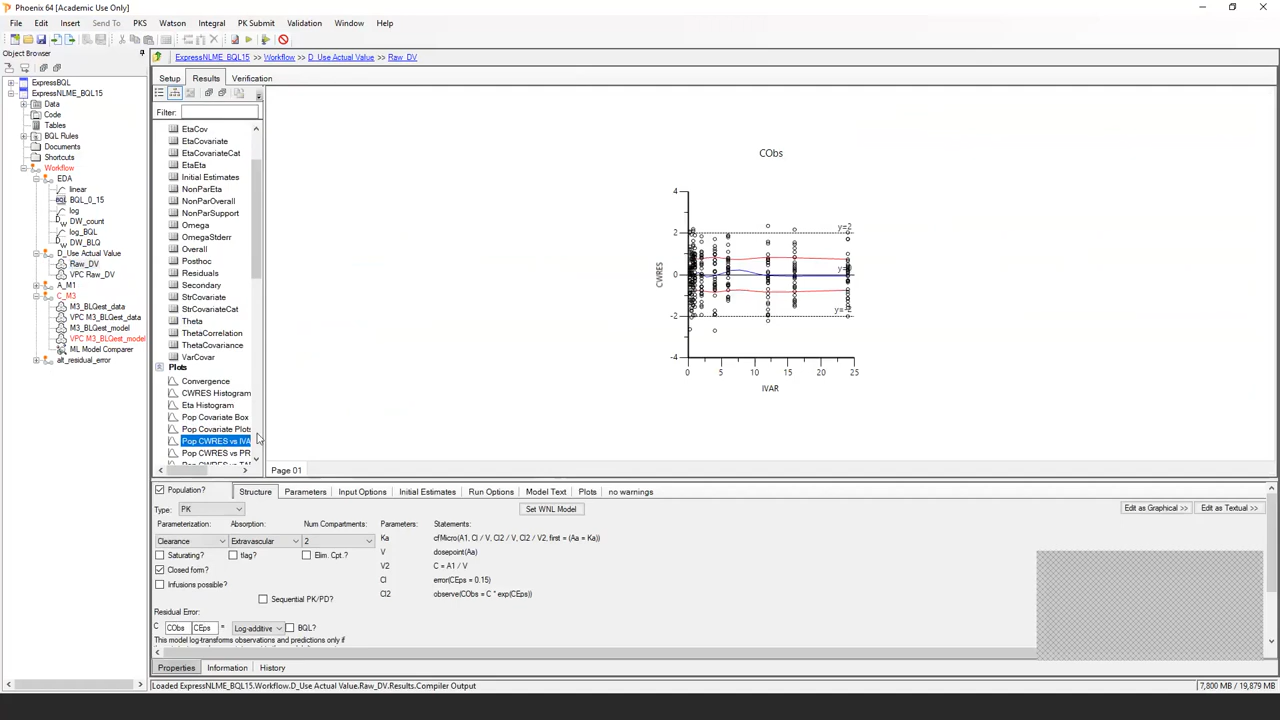 Phoenix 64 [Academic Use Only]
File Edit Insert Send To PKS Watson Integral PK Submit Validation Window Help
Object Browser
ExpressNLME_BQL15 >> Workflow >> D_Use Actual Value >> Raw_DV
Setup Results Verification
Filter:
ExpressBQL
ExpressNLME_BQL15
Data
Code
Tables
BQL Rules
Documents
Shortcuts
Workflow
EDA
linear
BQL_0_15
log
DW_count
log_BQL
DW_BLQ
D_Use Actual Value
Raw_DV
VPC Raw_DV
A_M1
C_M3
M3_BLQest_data
VPC M3_BLQest_data
M3_BLQest_model
VPC M3_BLQest_model
ML Model Comparer
alt_residual_error
EtaCov
EtaCovariate
EtaCovariateCat
EtaEta
Initial Estimates
NonParEta
NonParOverall
NonParSupport
Omega
OmegaStderr
Overall
Posthoc
Residuals
Secondary
StrCovariate
StrCovariateCat
Theta
ThetaCorrelation
ThetaCovariance
VarCovar
Plots
Convergence
CWRES Histogram
Eta Histogram
Pop Covariate Box
Pop Covariate Plots
Pop CWRES vs IVA
Pop CWRES vs PR
CObs
4
2
0
-2
-4
CWRES
y=2
0 5 10 15 20 25
IVAR
Page 01
Population? Structure Parameters Input Options Initial Estimates Run Options Model Text Plots no warnings
Type: PK Set WNL Model Edit as Graphical >> Edit as Textual >>
Parameterization: Absorption: Num Compartments: Parameters: Statements:
Clearance Extravascular 2 Ka cfMicro(A1, Cl / V, Cl2 / V, Cl2 / V2, first = (Aa = Ka))
Saturating? tlag? Elim. Cpt.? V dosepoint(Aa)
Closed form? V2 C = A1 / V
Infusions possible? Cl error(CEps = 0.15)
Sequential PK/PD? Cl2 observe(CObs = C * exp(CEps))
Residual Error:
C CObs CEps = Log-additive BQL?
This model log-transforms observations and predictions only if
Properties Information History
Loaded ExpressNLME_BQL15.Workflow.D_Use Actual Value.Raw_DV.Results.Compiler Output 7,800 MB / 19,879 MB